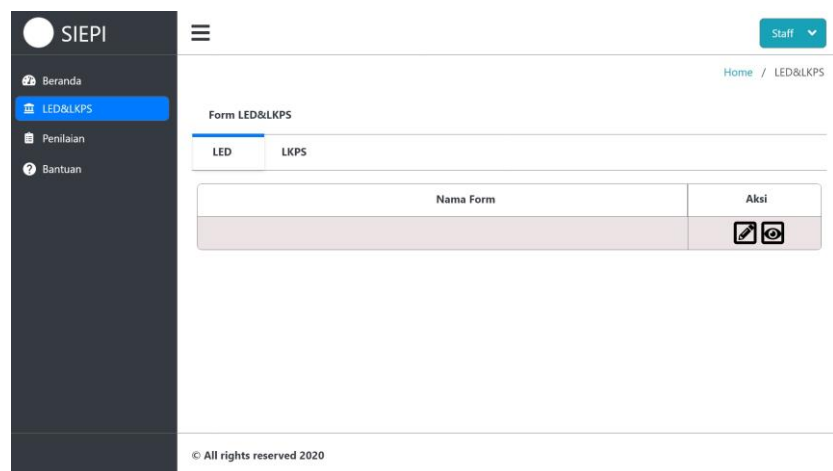 SIEPI
Staff
Beranda
LED&LKPS
Penilaian
Bantuan
Home / LED&LKPS
Form LED&LKPS
LED LKPS
Nama Form Aksi
© All rights reserved 2020